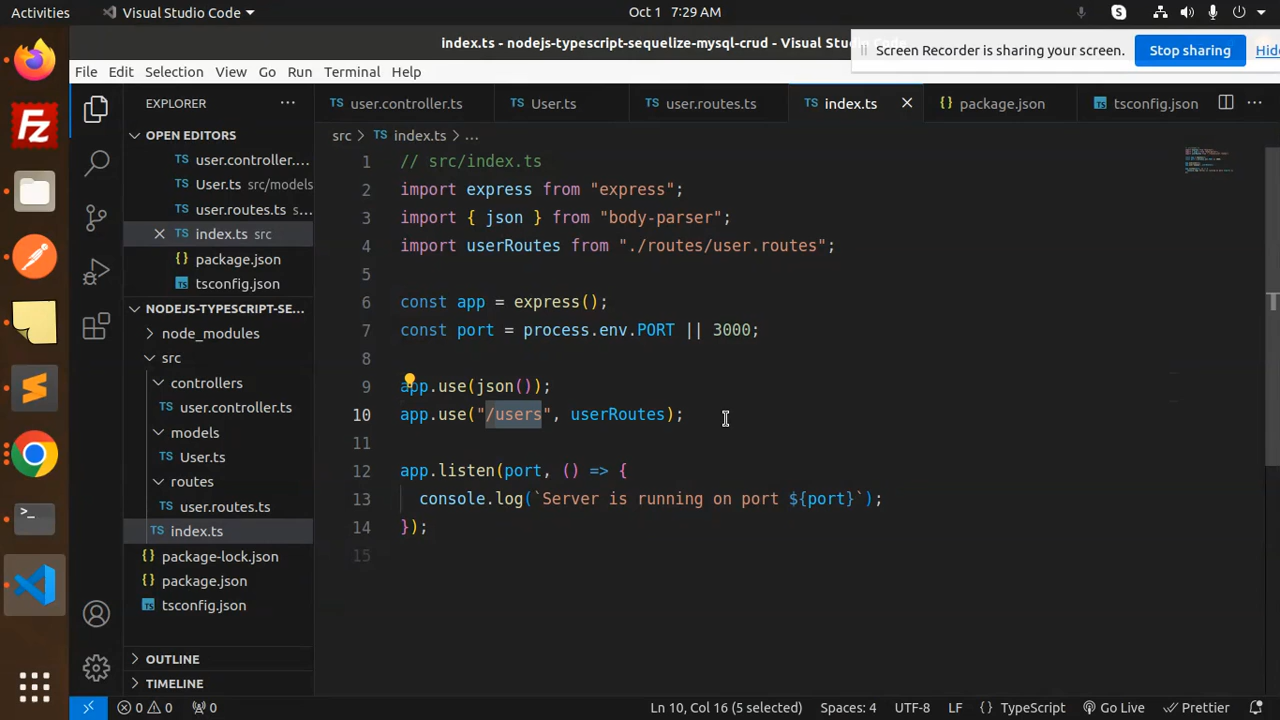 Activities
Visual Studio Code
Oct 1 7:29 AM
index.ts - nodejs-typescript-sequelize-mysql-crud - Visual Studio Code
Screen Recorder is sharing your screen.
Stop sharing
Hide
File Edit Selection View Go Run Terminal Help
EXPLORER
user.controller.ts
User.ts
user.routes.ts
index.ts
package.json
tsconfig.json
OPEN EDITORS
user.controller....
User.ts src/models
user.routes.ts s...
index.ts src
package.json
tsconfig.json
NODEJS-TYPESCRIPT-SE...
node_modules
src
controllers
user.controller.ts
models
User.ts
routes
user.routes.ts
index.ts
package-lock.json
package.json
tsconfig.json
OUTLINE
TIMELINE
src > TS index.ts > ...
1 // src/index.ts
2 import express from "express";
3 import { json } from "body-parser";
4 import userRoutes from "./routes/user.routes";
5
6 const app = express();
7 const port = process.env.PORT || 3000;
8
9 app.use(json());
10 app.use("/users", userRoutes);
11
12 app.listen(port, () => {
13 console.log(`Server is running on port ${port}`);
14 });
15
0 0 0
Ln 10, Col 16 (5 selected) Spaces: 4 UTF-8 LF {} TypeScript Go Live Prettier